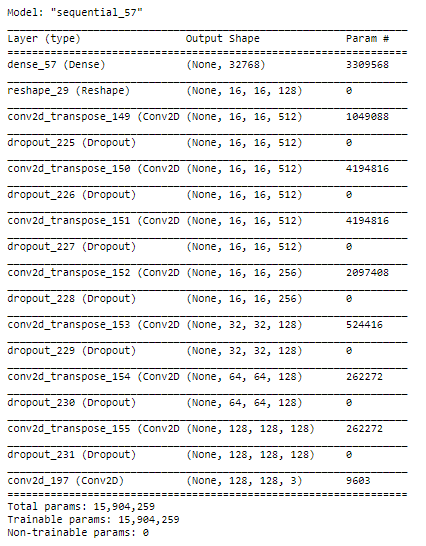 Model: "sequential_57"
Layer (type) Output Shape Param #
dense_57 (Dense) (None, 32768) 3309568
reshape_29 (Reshape) (None, 16, 16, 128) 0
conv2d_transpose_149 (Conv2D (None, 16, 16, 512) 1049088
dropout_225 (Dropout) (None, 16, 16, 512) 0
conv2d_transpose_150 (Conv2D (None, 16, 16, 512) 4194816
dropout_226 (Dropout) (None, 16, 16, 512) 0
conv2d_transpose_151 (Conv2D (None, 16, 16, 512) 4194816
dropout_227 (Dropout) (None, 16, 16, 512) 0
conv2d_transpose_152 (Conv2D (None, 16, 16, 256) 2097408
dropout_228 (Dropout) (None, 16, 16, 256) 0
conv2d_transpose_153 (Conv2D (None, 32, 32, 128) 524416
dropout_229 (Dropout) (None, 32, 32, 128) 0
conv2d_transpose_154 (Conv2D (None, 64, 64, 128) 262272
dropout_230 (Dropout) (None, 64, 64, 128) 0
conv2d_transpose_155 (Conv2D (None, 128, 128, 128) 262272
dropout_231 (Dropout) (None, 128, 128, 128) 0
conv2d_197 (Conv2D) (None, 128, 128, 3) 9603
Total params: 15,904,259
Trainable params: 15,904,259
Non-trainable params: 0